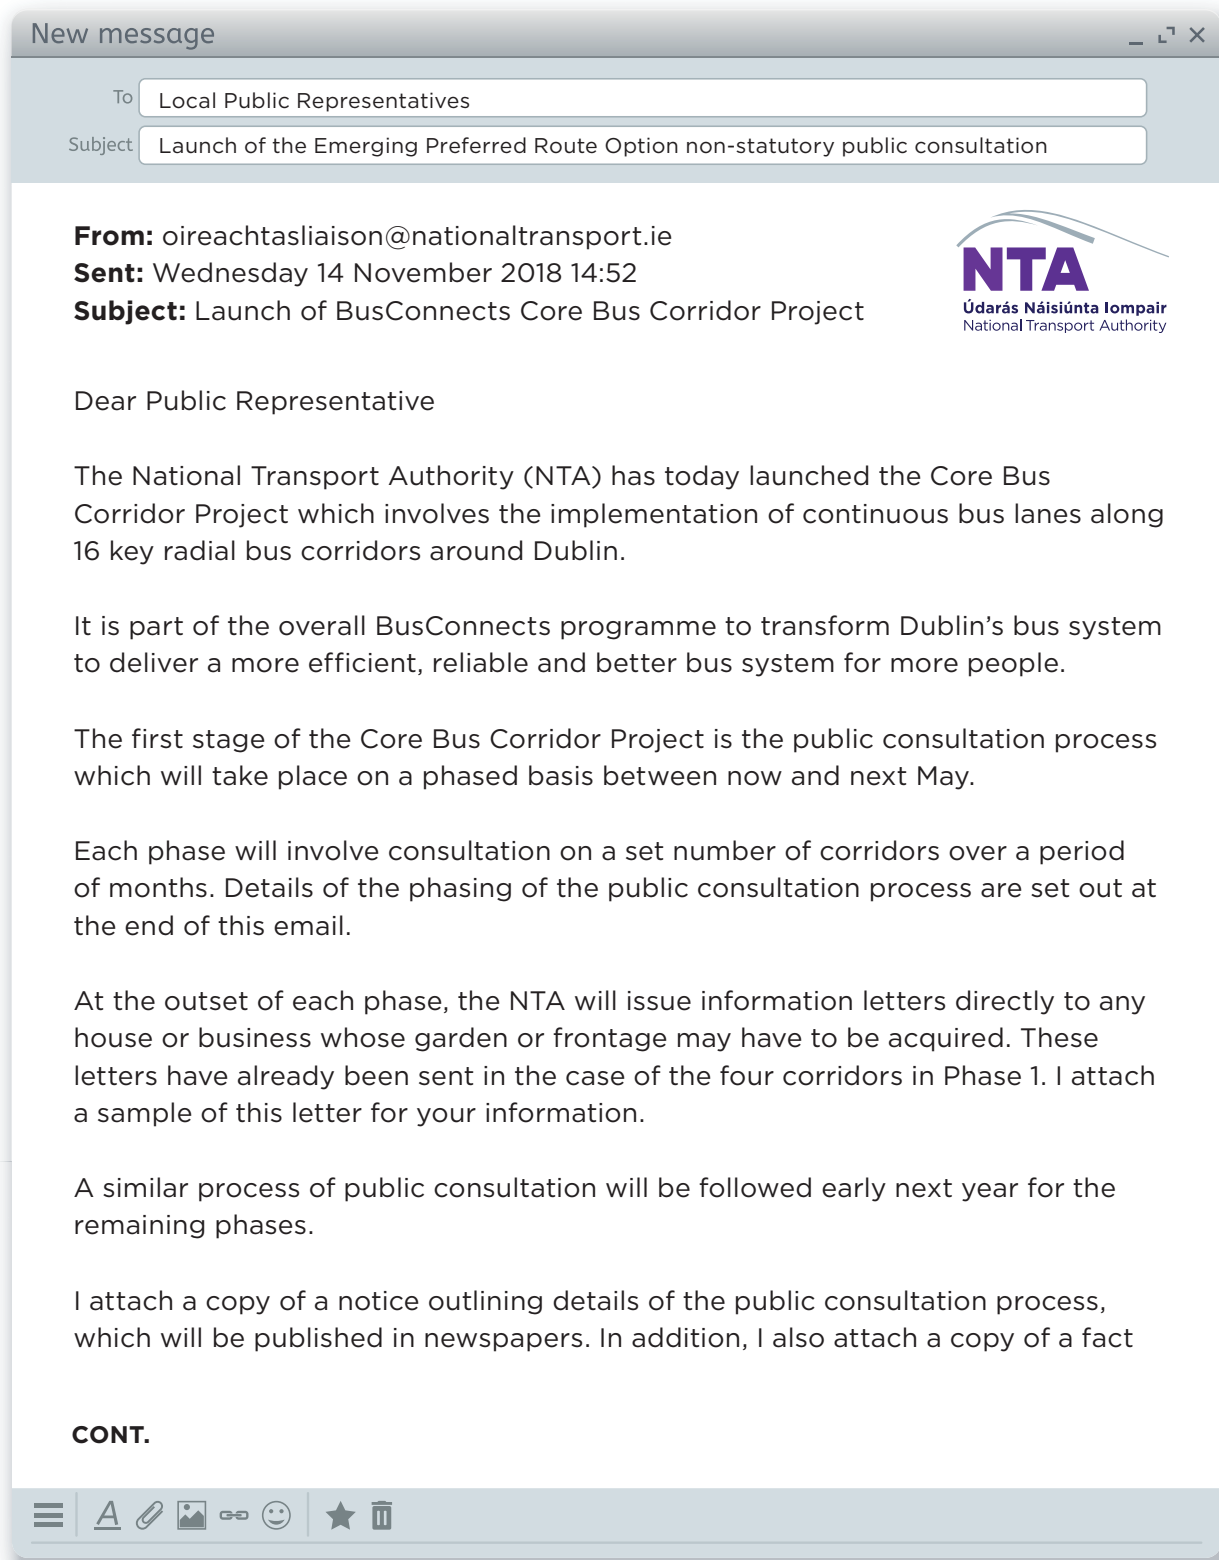 New message
To Local Public Representatives
Subject Launch of the Emerging Preferred Route Option non-statutory public consultation
From: oireachtasliaison@nationaltransport.ie
Sent: Wednesday 14 November 2018 14:52
Subject: Launch of BusConnects Core Bus Corridor Project
NTA
Údarás Náisiúnta Iompair
National Transport Authority
Dear Public Representative
The National Transport Authority (NTA) has today launched the Core Bus
Corridor Project which involves the implementation of continuous bus lanes along
16 key radial bus corridors around Dublin.
It is part of the overall BusConnects programme to transform Dublin’s bus system
to deliver a more efficient, reliable and better bus system for more people.
The first stage of the Core Bus Corridor Project is the public consultation process
which will take place on a phased basis between now and next May.
Each phase will involve consultation on a set number of corridors over a period
of months. Details of the phasing of the public consultation process are set out at
the end of this email.
At the outset of each phase, the NTA will issue information letters directly to any
house or business whose garden or frontage may have to be acquired. These
letters have already been sent in the case of the four corridors in Phase 1. I attach
a sample of this letter for your information.
A similar process of public consultation will be followed early next year for the
remaining phases.
I attach a copy of a notice outlining details of the public consultation process,
which will be published in newspapers. In addition, I also attach a copy of a fact
CONT.
A